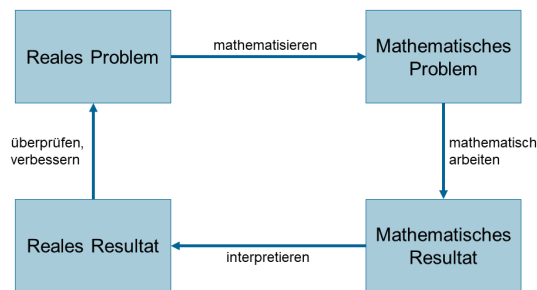 Reales Problem
mathematisieren
Mathematisches
Problem
überprüfen,
verbessern
mathematisch
arbeiten
Reales Resultat
interpretieren
Mathematisches
Resultat